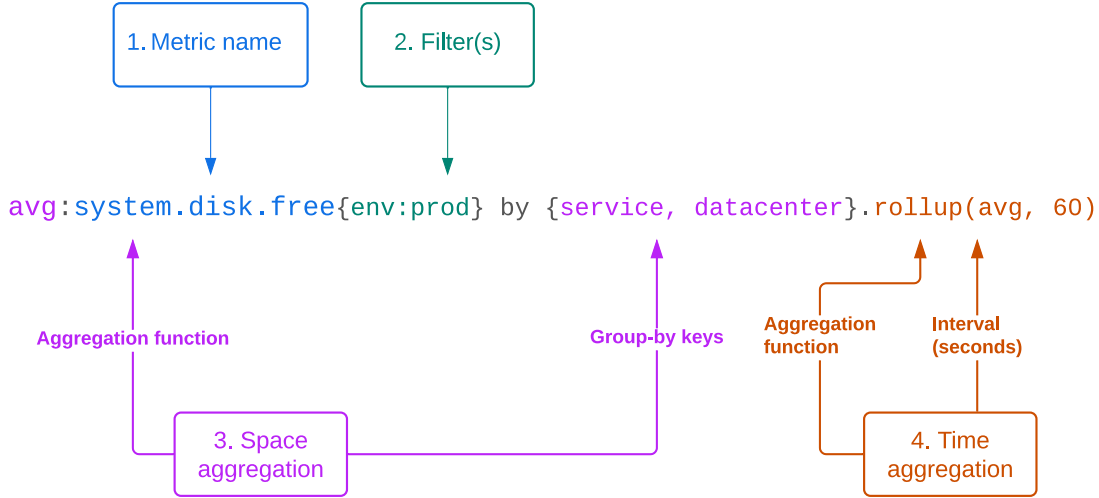 1. Metric name
2. Filter(s)
avg:system.disk.free{env:prod} by {service, datacenter}.rollup(avg, 60)
Aggregation function
Group-by keys
Aggregation
function
Interval
(seconds)
3. Space
aggregation
4. Time
aggregation